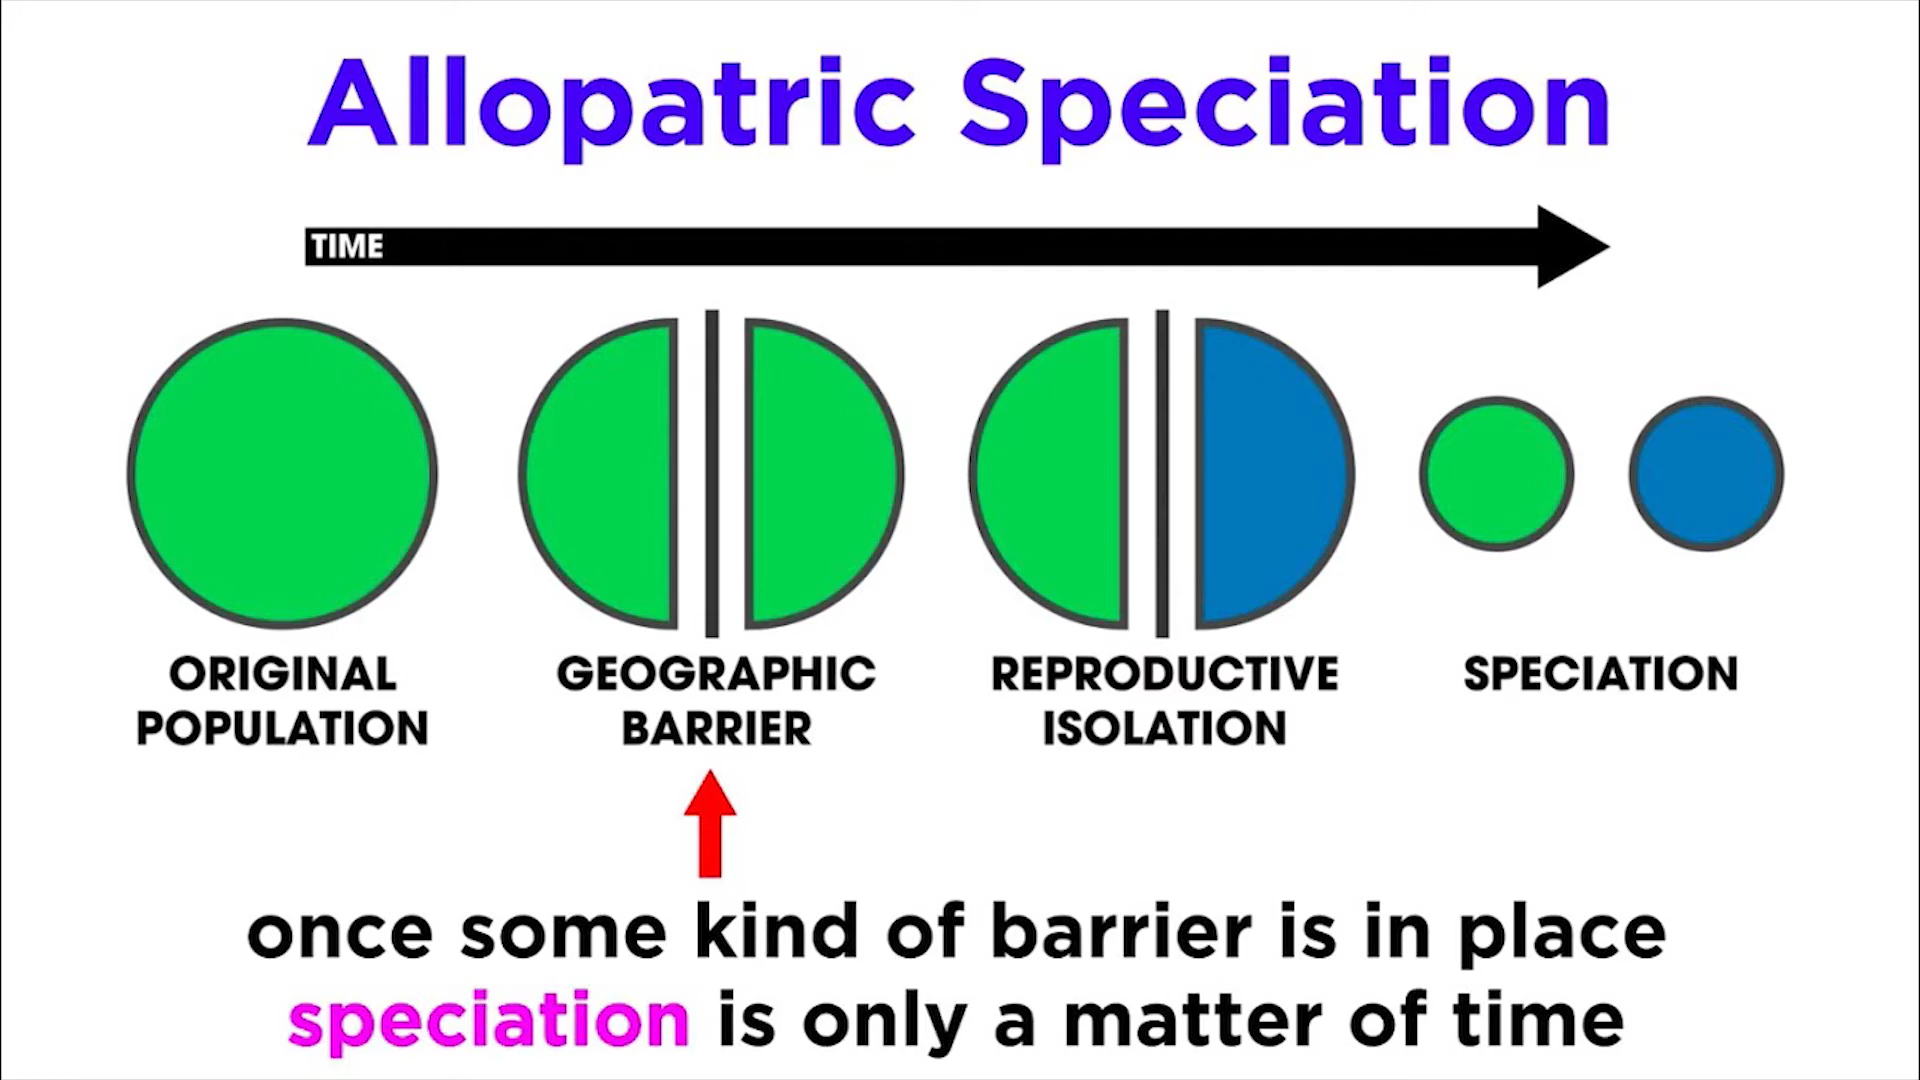 Allopatric Speciation
TIME
ORIGINAL
POPULATION
GEOGRAPHIC
BARRIER
REPRODUCTIVE
ISOLATION
SPECIATION
once some kind of barrier is in place
speciation is only a matter of time